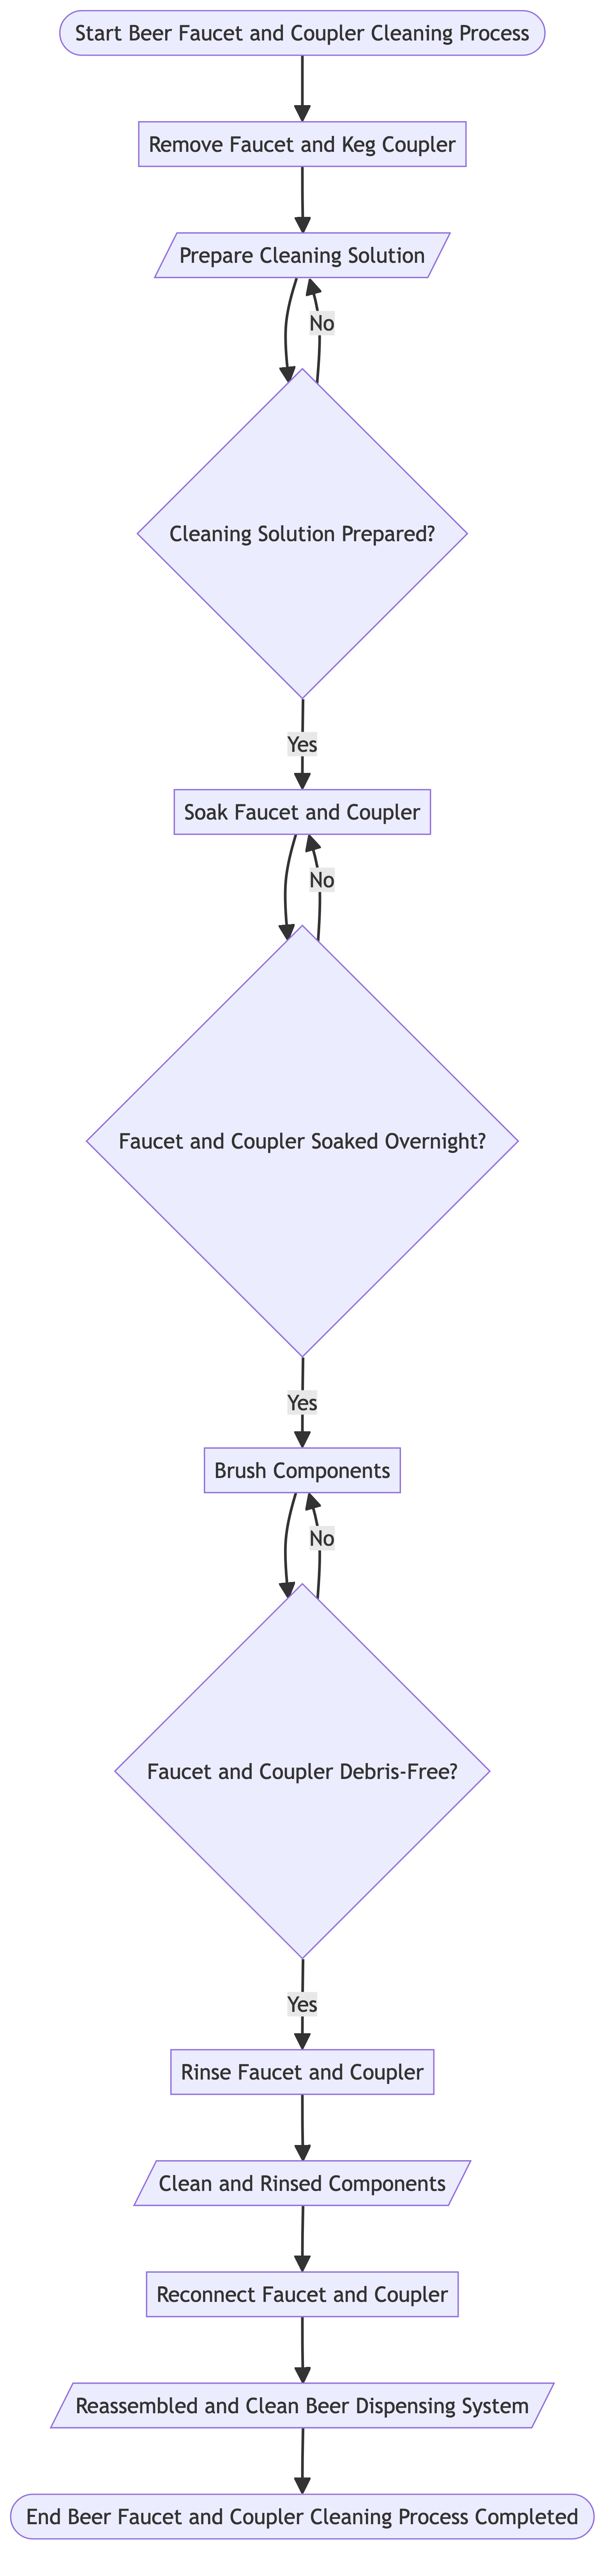 Start Beer Faucet and Coupler Cleaning Process
Remove Faucet and Keg Coupler
Prepare Cleaning Solution
No
Cleaning Solution Prepared?
Yes
Soak Faucet and Coupler
No
Faucet and Coupler Soaked Overnight?
Yes
Brush Components
No
Faucet and Coupler Debris-Free?
Yes
Rinse Faucet and Coupler
Clean and Rinsed Components
Reconnect Faucet and Coupler
Reassembled and Clean Beer Dispensing System
End Beer Faucet and Coupler Cleaning Process Completed